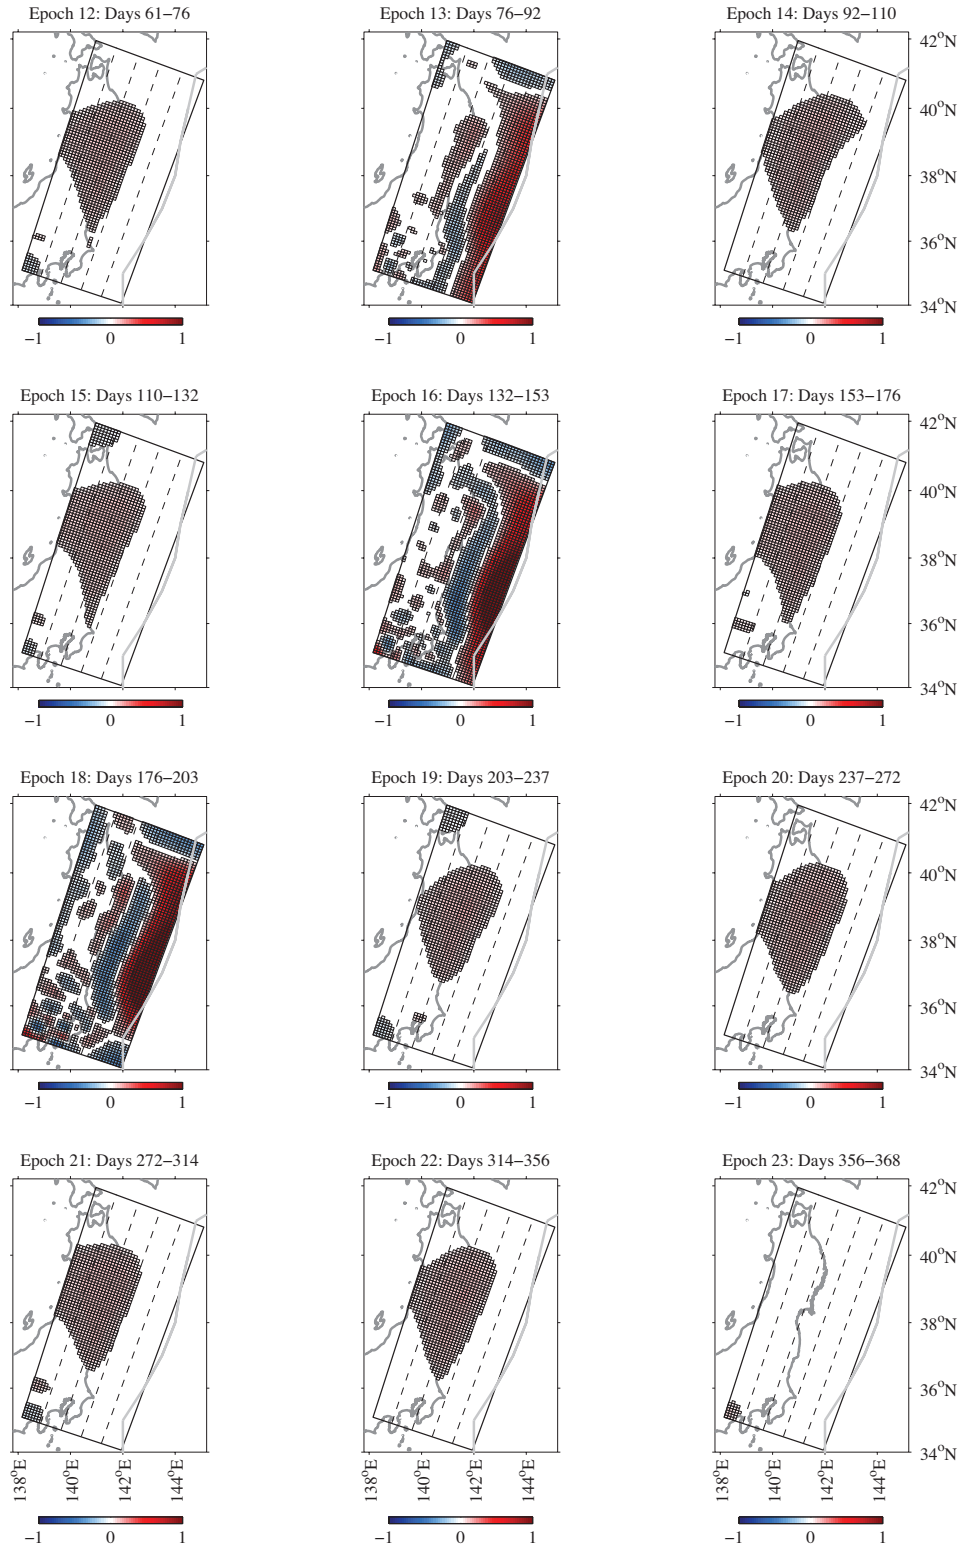 Epoch 12: Days 61−76
Epoch 13: Days 76−92
Epoch 14: Days 92−110
42°N
40°N
38°N
36°N
34°N
−1 0 1
−1 0 1
−1 0 1
Epoch 15: Days 110−132
Epoch 16: Days 132−153
Epoch 17: Days 153−176
42°N
40°N
38°N
36°N
34°N
−1 0 1
−1 0 1
−1 0 1
Epoch 18: Days 176−203
Epoch 19: Days 203−237
Epoch 20: Days 237−272
42°N
40°N
38°N
36°N
34°N
−1 0 1
−1 0 1
−1 0 1
Epoch 21: Days 272−314
Epoch 22: Days 314−356
Epoch 23: Days 356−368
42°N
40°N
38°N
36°N
34°N
138°E 140°E 142°E 144°E
138°E 140°E 142°E 144°E
138°E 140°E 142°E 144°E
−1 0 1
−1 0 1
−1 0 1